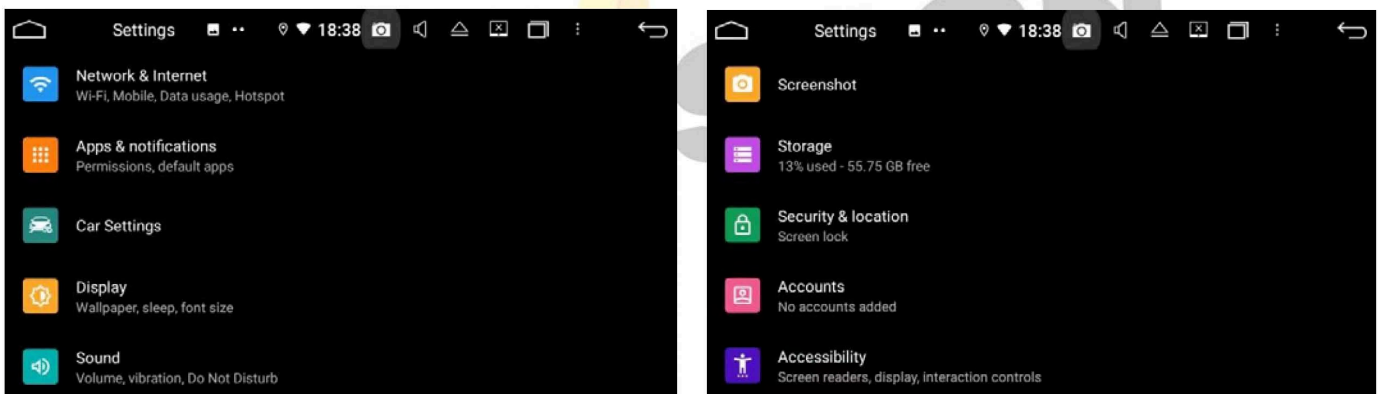 Settings 18:38
Network & Internet
Wi-Fi, Mobile, Data usage, Hotspot
Apps & notifications
Permissions, default apps
Car Settings
Display
Wallpaper, sleep, font size
Sound
Volume, vibration, Do Not Disturb
Settings 18:38
Screenshot
Storage
13% used - 55.75 GB free
Security & location
Screen lock
Accounts
No accounts added
Accessibility
Screen readers, display, interaction controls